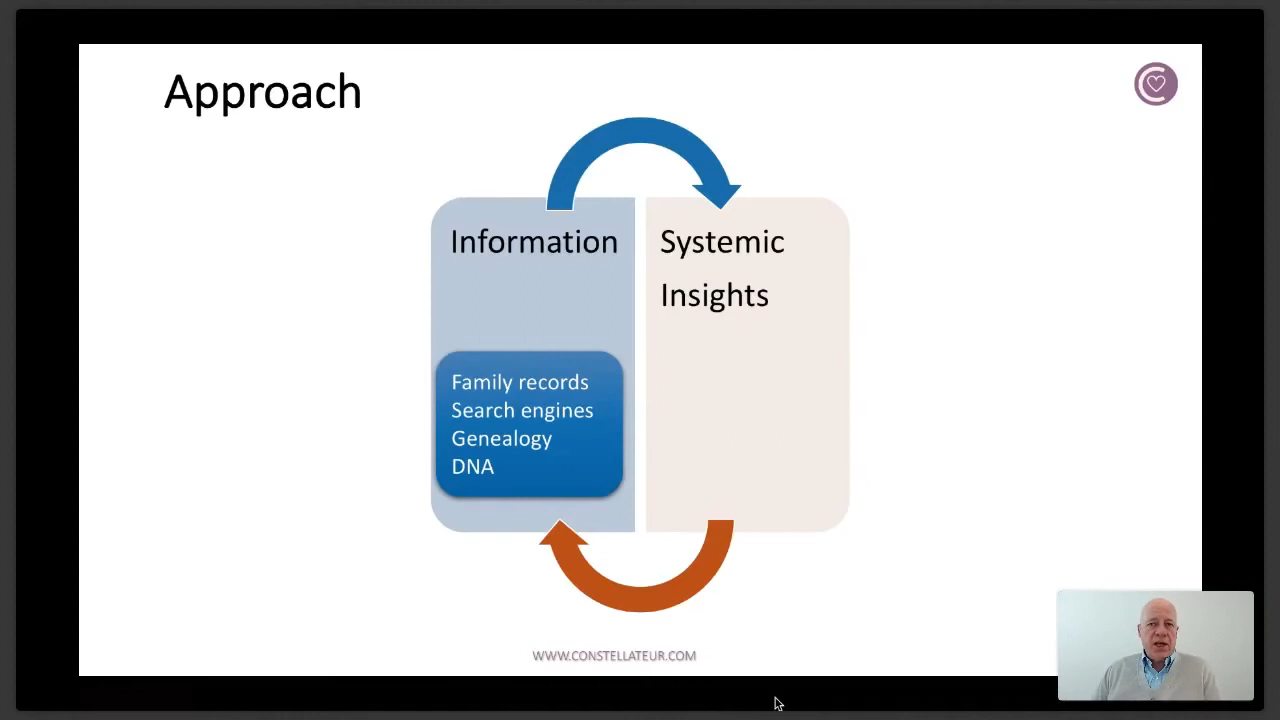 Approach
Information
Systemic
Insights
Family records
Search engines
Genealogy
DNA
WWW.CONSTELLATEUR.COM